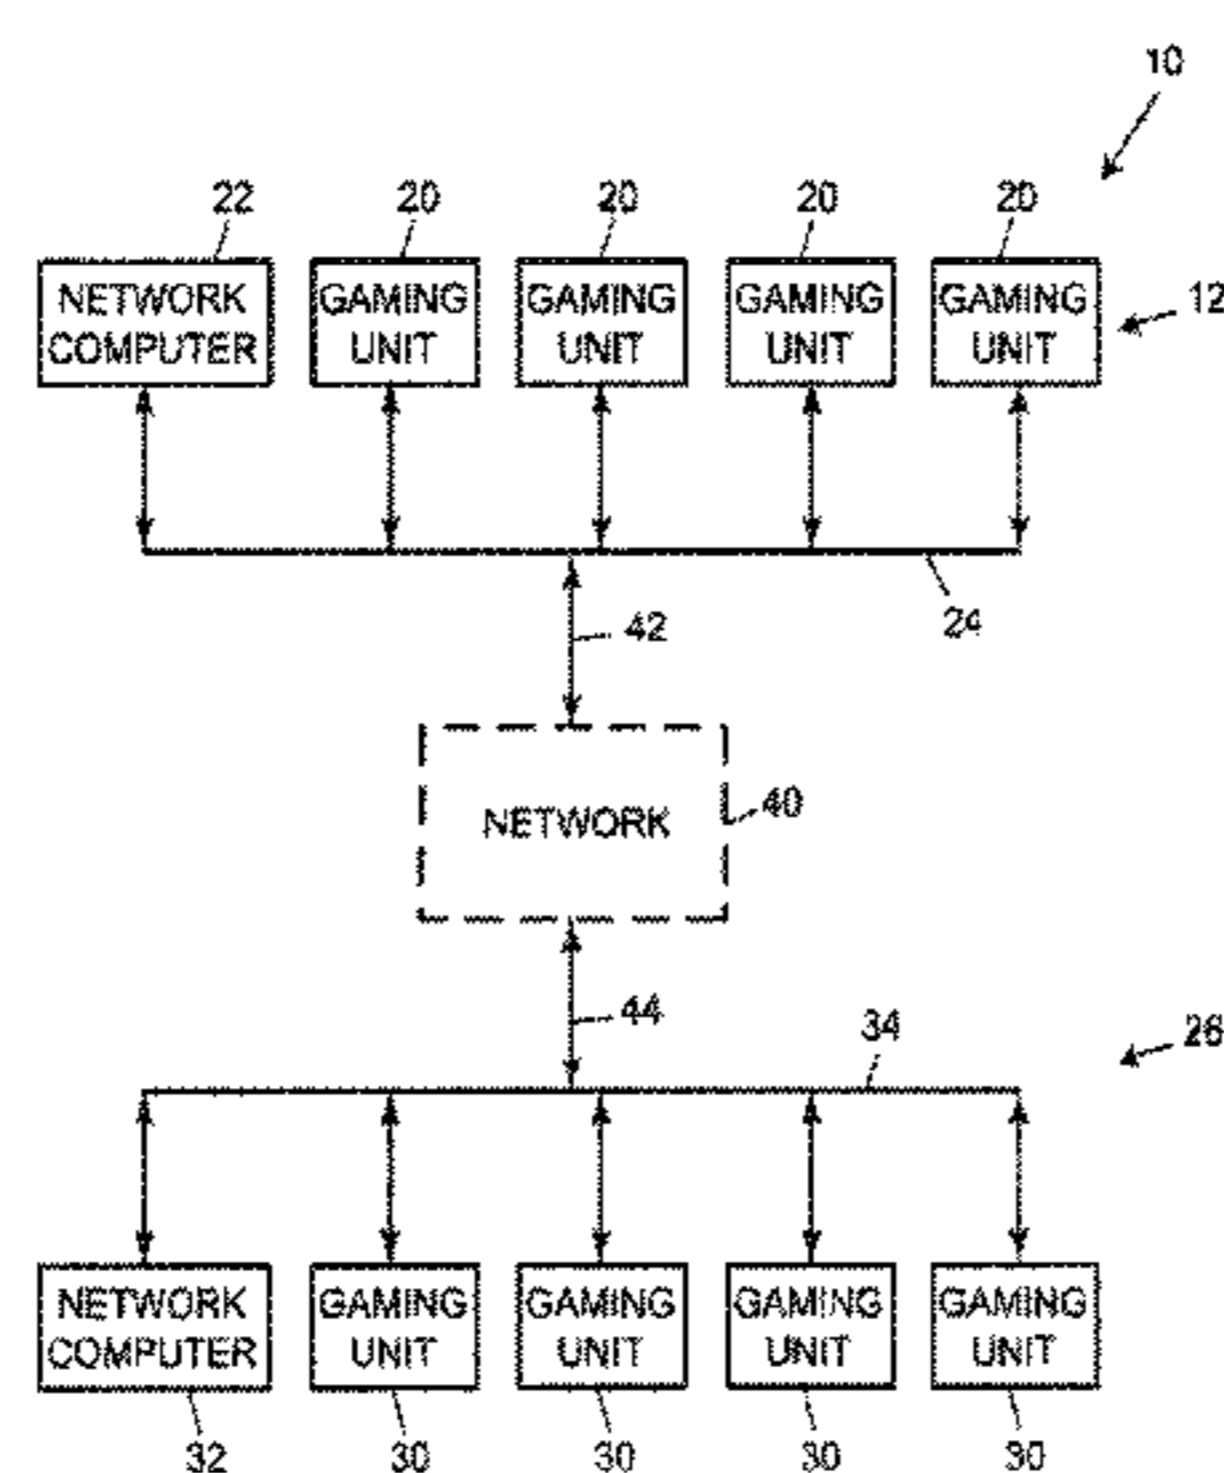 10
22 20 20 20 20
NETWORK COMPUTER
GAMING UNIT
GAMING UNIT
GAMING UNIT
GAMING UNIT
12
24
42
NETWORK
40
44
34
26
NETWORK COMPUTER
GAMING UNIT
GAMING UNIT
GAMING UNIT
GAMING UNIT
32 30 30 30 30